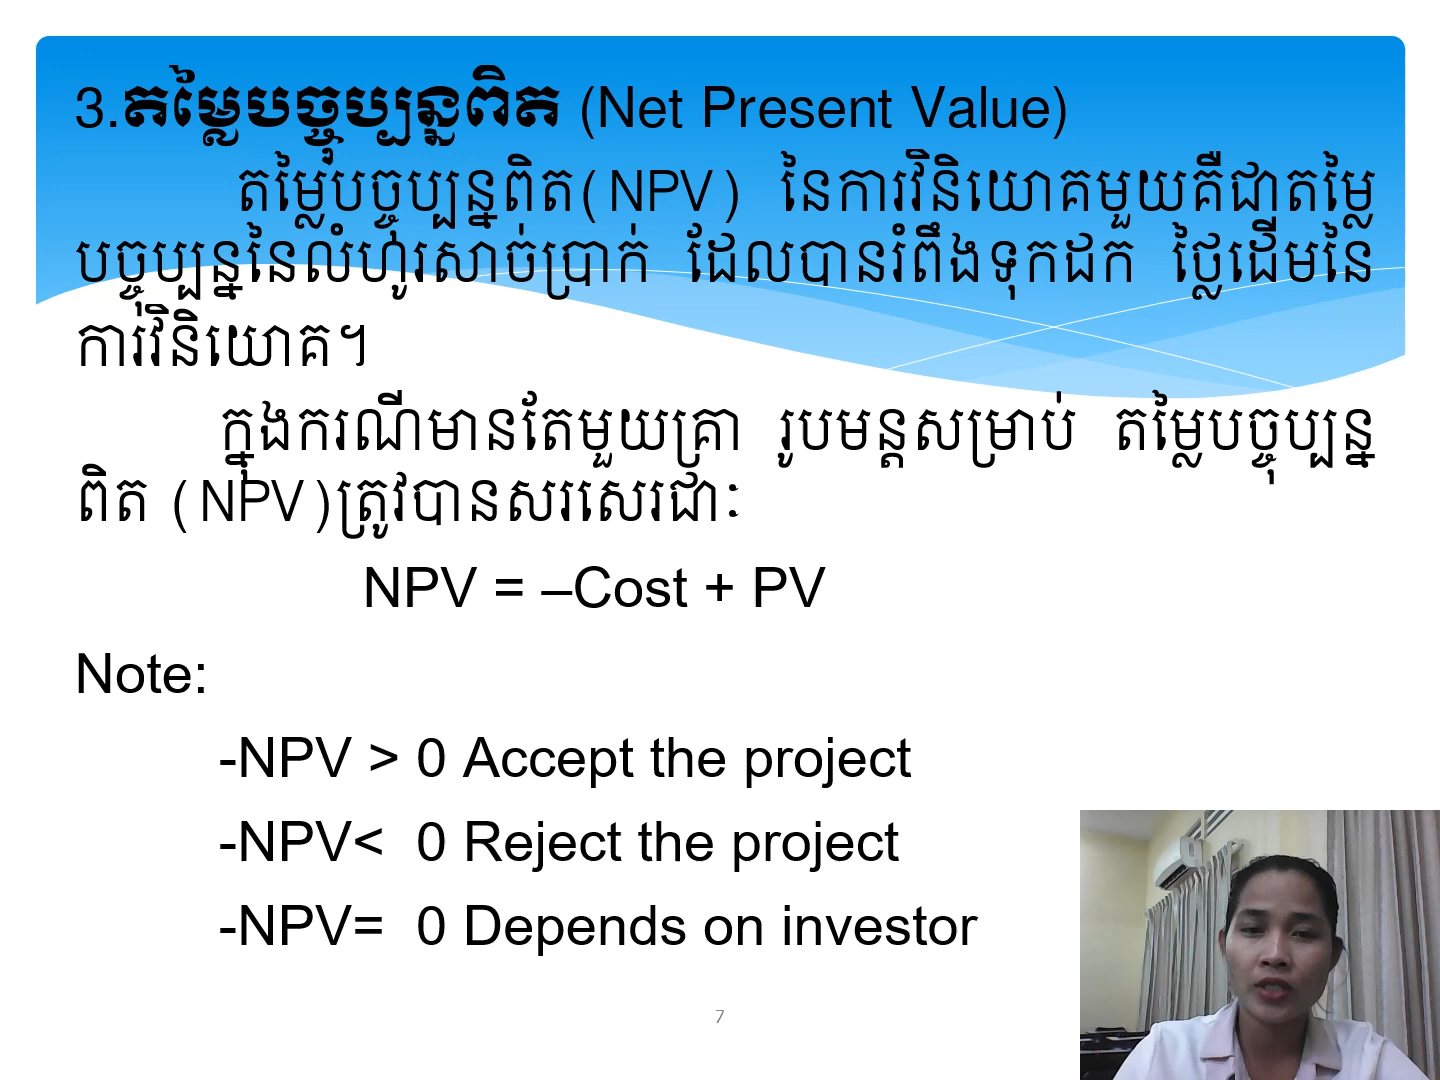 3.តម្លៃបច្ចុប្បន្នពិត (Net Present Value)
តម្លៃបច្ចុប្បន្នពិត(NPV) នៃការវិនិយោគមួយគឺជាតម្លៃ
បច្ចុប្បន្ននៃលំហូរសាច់ប្រាក់ ដែលបានរំពឹងទុកដក ថ្លៃដើមនៃ
ការវិនិយោគ។
ក្នុងករណីមានតែមួយគ្រា រូបមន្តសម្រាប់ តម្លៃបច្ចុប្បន្ន
ពិត (NPV)ត្រូវបានសរសេរជាៈ
NPV = –Cost + PV
Note:
-NPV > 0 Accept the project
-NPV< 0 Reject the project
-NPV= 0 Depends on investor
7